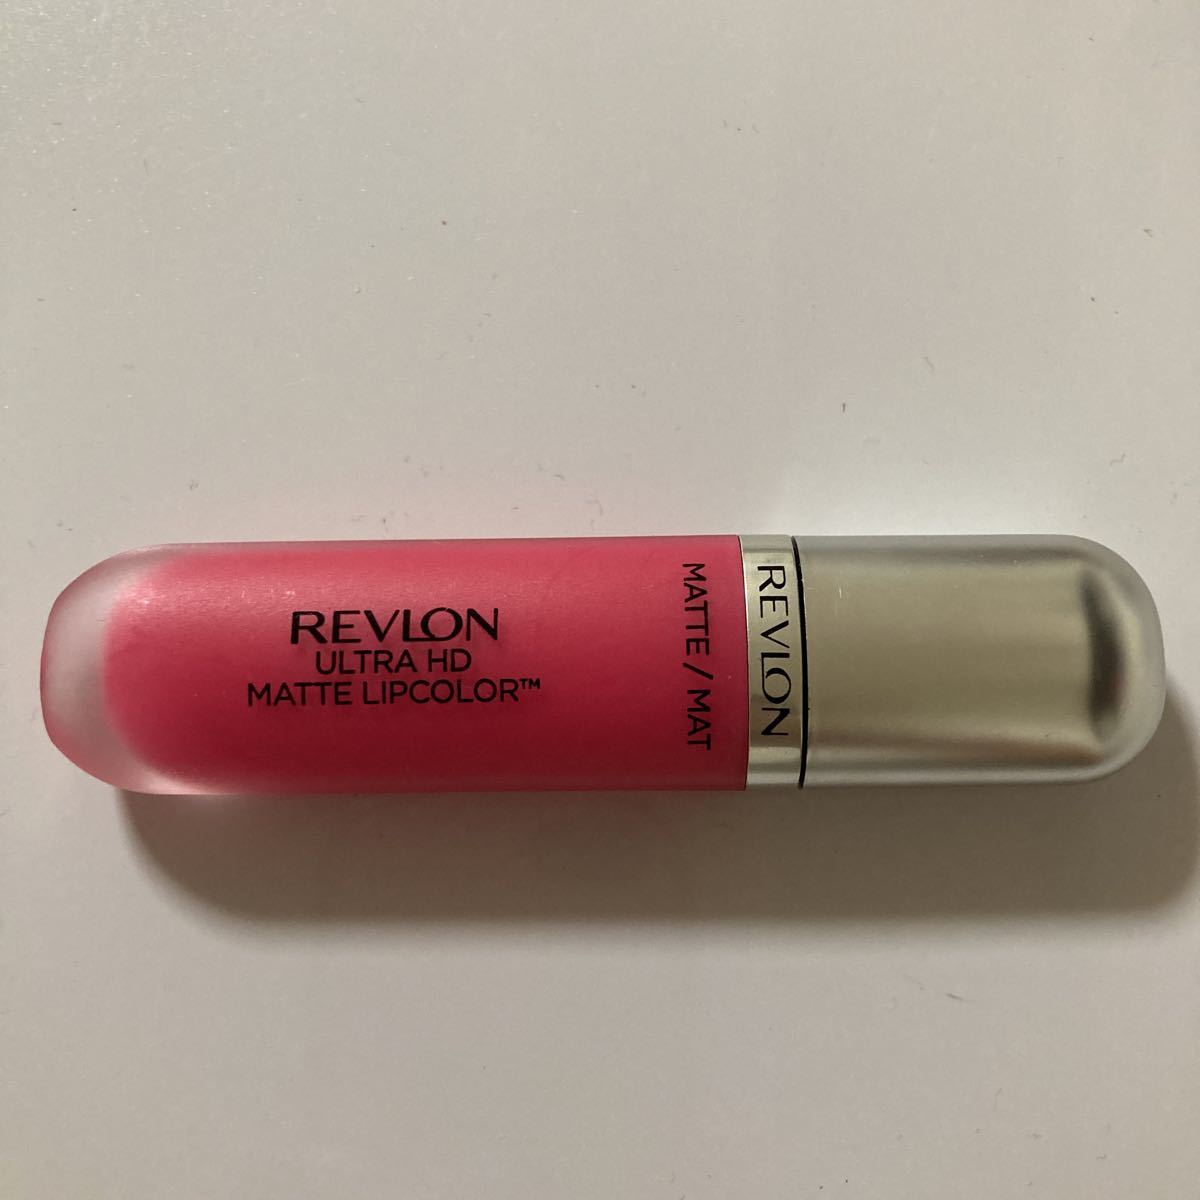 REVLON
ULTRA HD
MATTE LIPCOLOR™
MATTE / MAT
REVLON